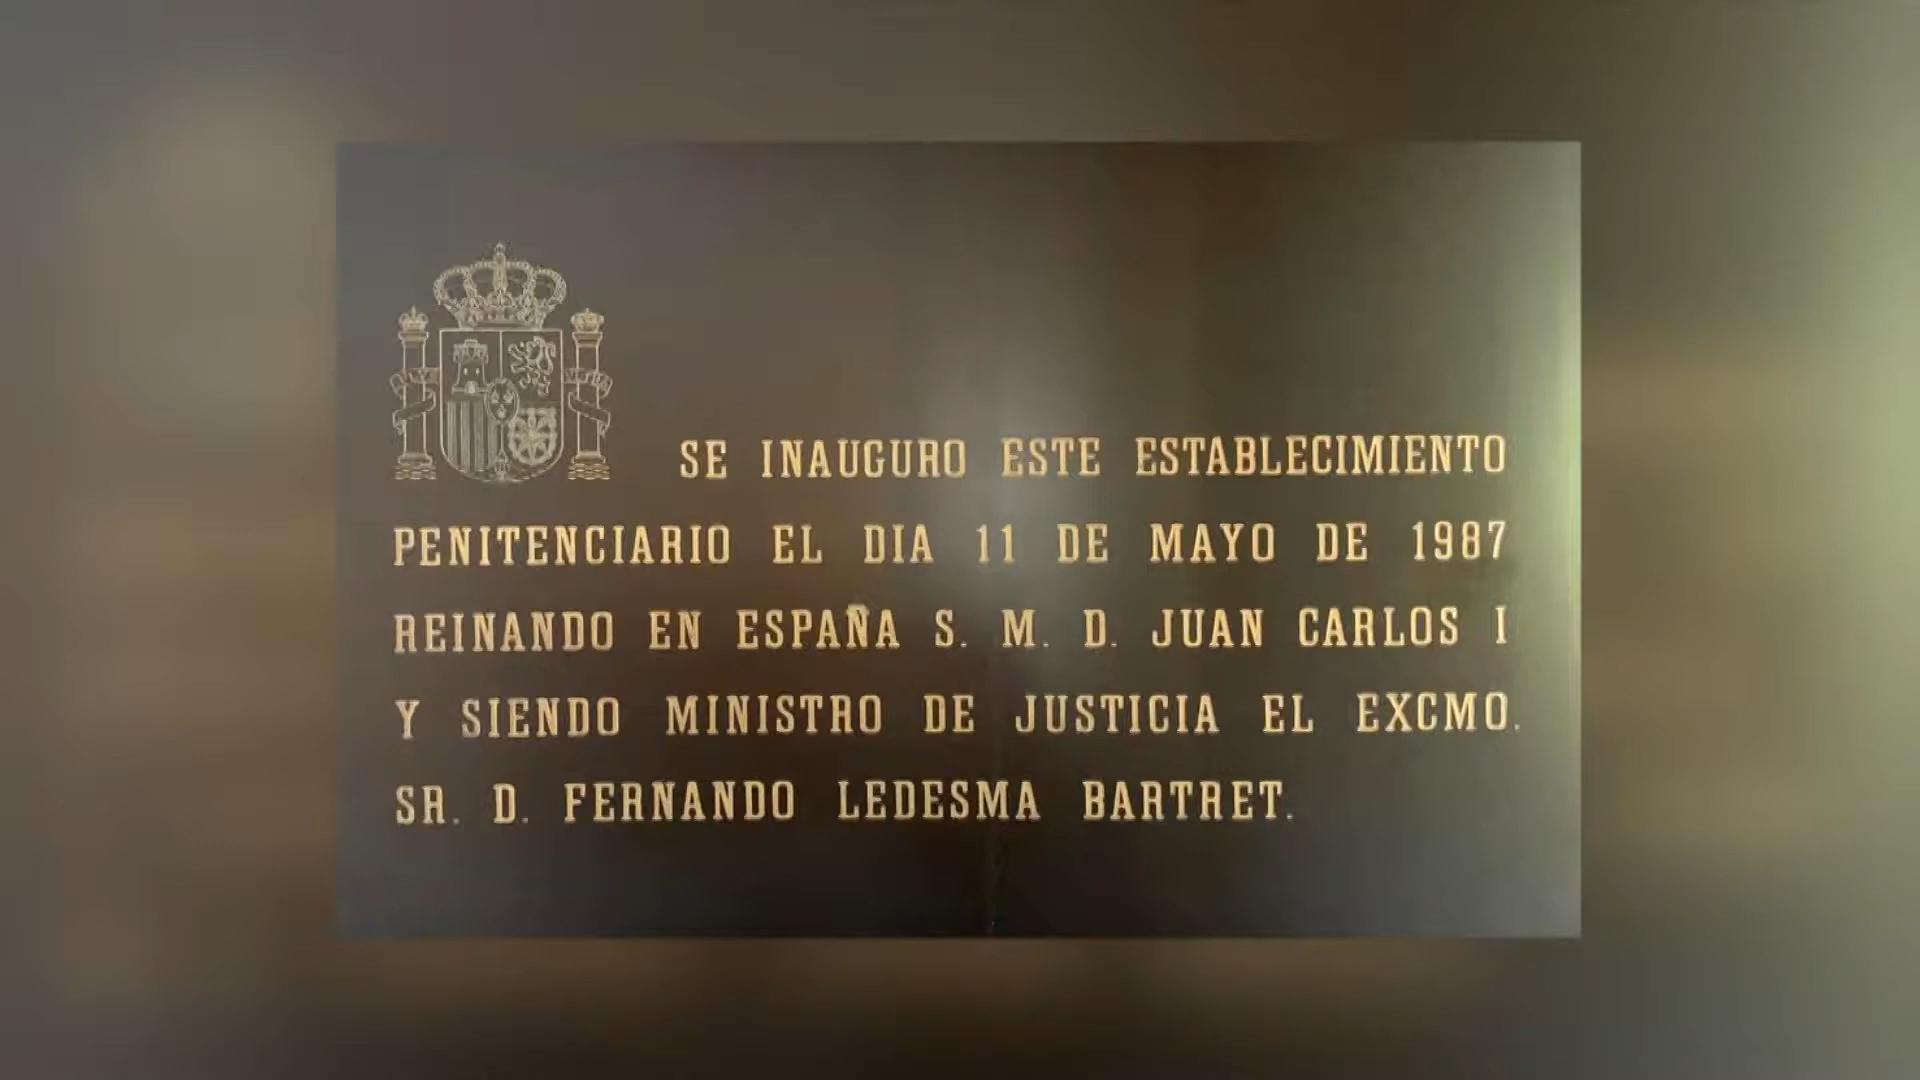 SE INAUGURO ESTE ESTABLECIMIENTO
PENITENCIARIO EL DIA 11 DE MAYO DE 1987
REINANDO EN ESPAÑA S. M. D. JUAN CARLOS I
Y SIENDO MINISTRO DE JUSTICIA EL EXCMO.
SR. D. FERNANDO LEDESMA BARTRET.